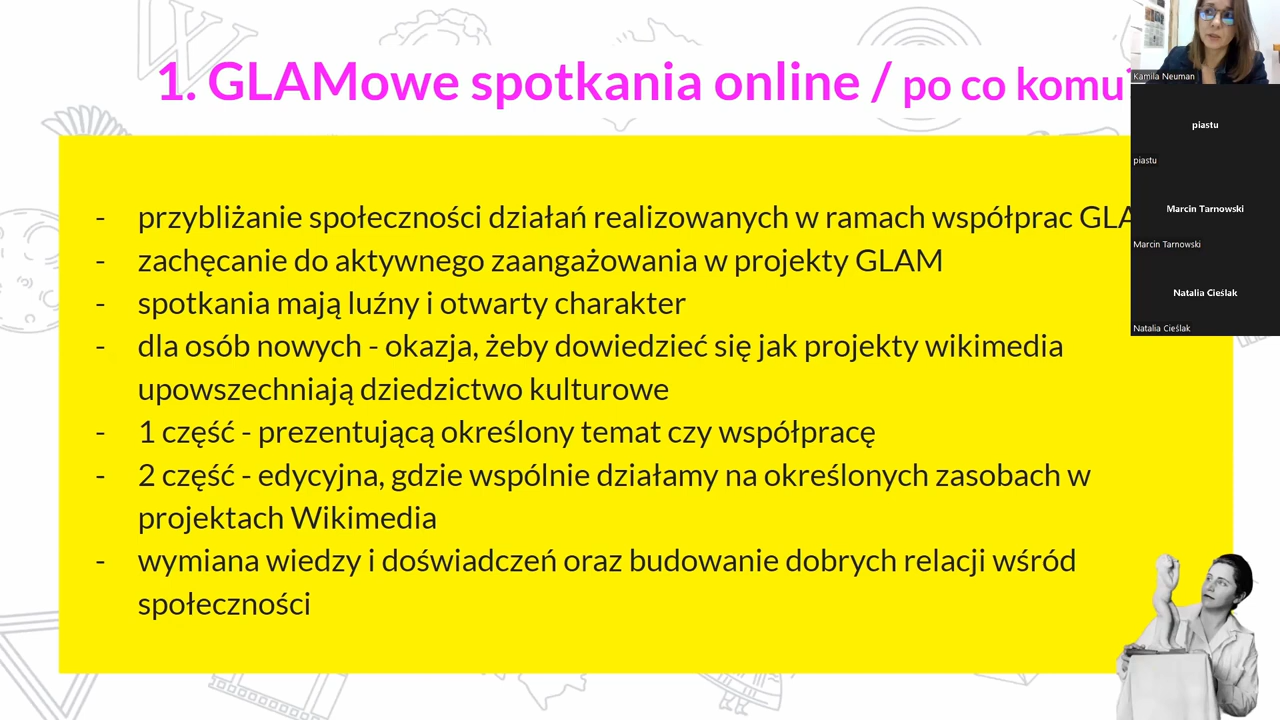 1. GLAMowe spotkania online / po co komu
- przybliżanie społeczności działań realizowanych w ramach współprac GLA
- zachęcanie do aktywnego zaangażowania w projekty GLAM
- spotkania mają luźny i otwarty charakter
- dla osób nowych - okazja, żeby dowiedzieć się jak projekty wikimedia
upowszechniają dziedzictwo kulturowe
- 1 część - prezentującą określony temat czy współpracę
- 2 część - edycyjna, gdzie wspólnie działamy na określonych zasobach w
projektach Wikimedia
- wymiana wiedzy i doświadczeń oraz budowanie dobrych relacji wśród
społeczności
Kamila Neuman
piastu
piastu
Marcin Tarnowski
Marcin Tarnowski
Natalia Cieślak
Natalia Cieślak